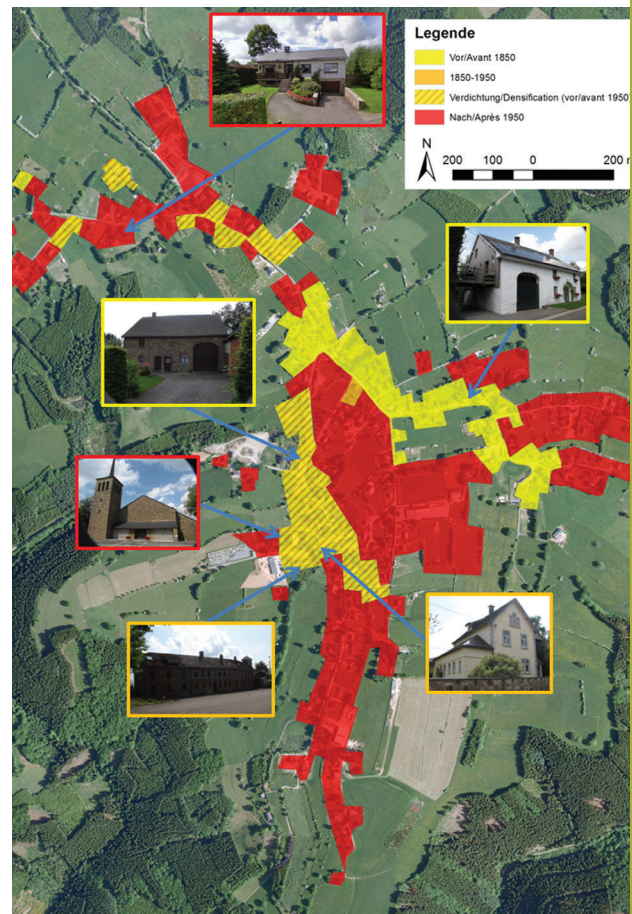 Legende
Vor/Avant 1850
1850-1950
Verdichtung/Densification (vor/avant 1950)
Nach/Après 1950
N
200 100 0 200 m